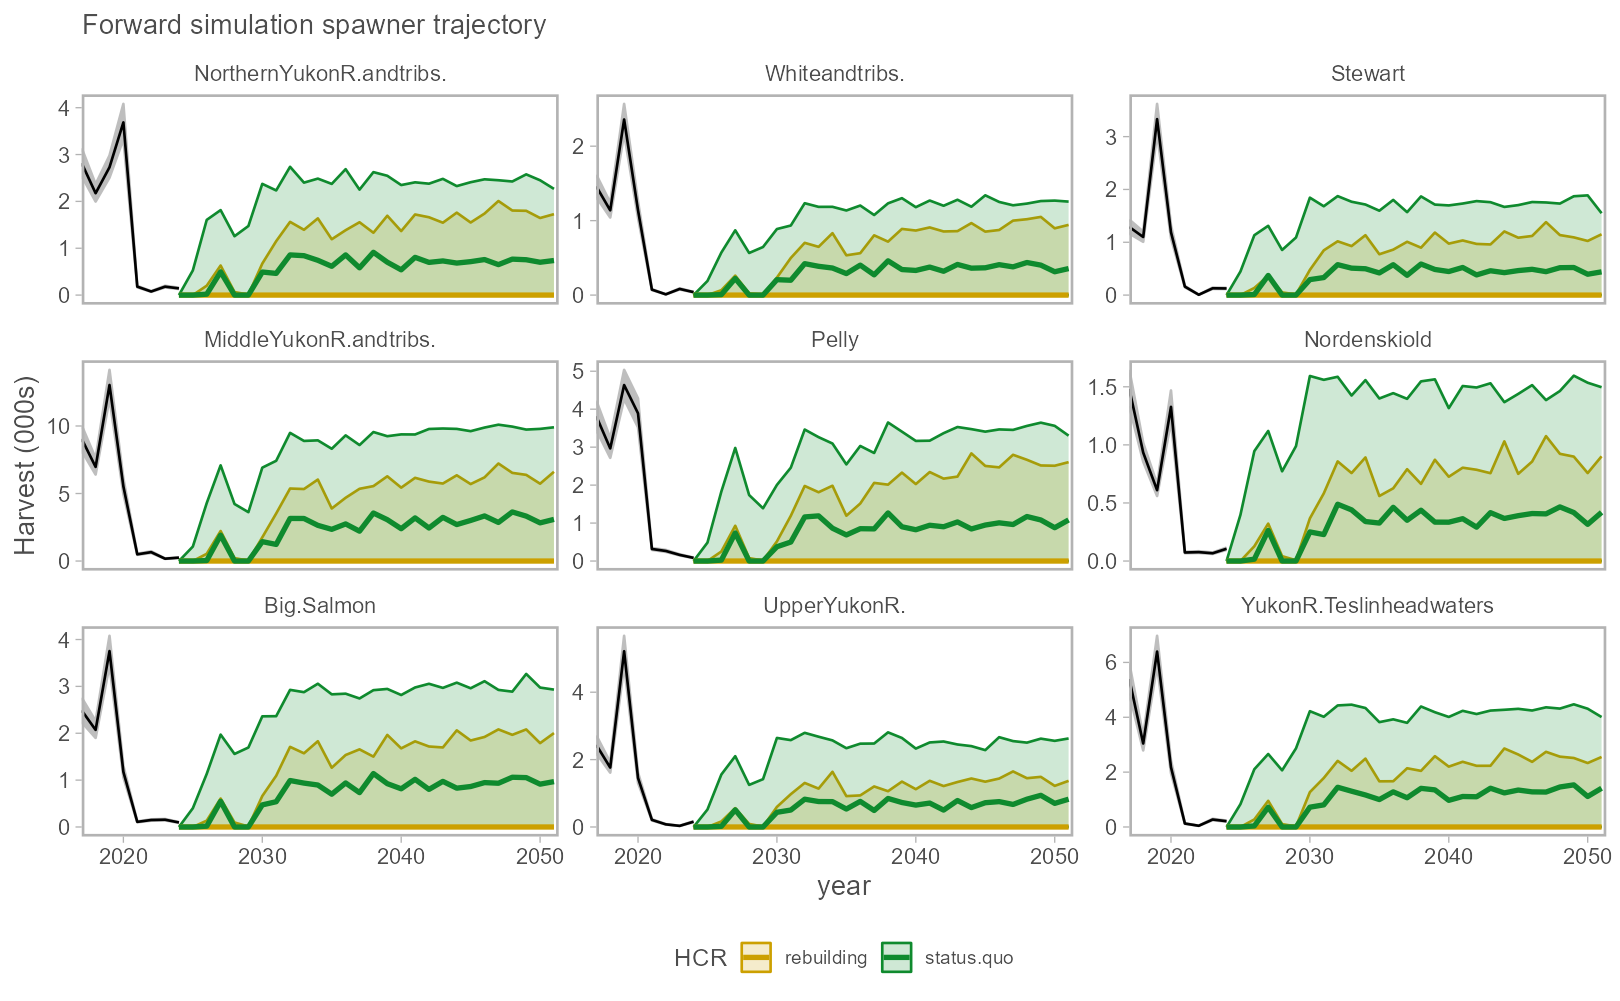 Forward simulation spawner trajectory
NorthernYukonR.andtribs.
Whiteandtribs.
Stewart
4
3
2
1
0
2
1
0
3
2
1
0
MiddleYukonR.andtribs.
Pelly
Nordenskiold
10
5
0
5
4
3
2
1
0
1.5
1.0
0.5
0.0
Harvest (000s)
Big.Salmon
UpperYukonR.
YukonR.Teslinheadwaters
4
3
2
1
0
4
2
0
6
4
2
0
2020 2030 2040 2050
2020 2030 2040 2050
2020 2030 2040 2050
year
HCR rebuilding status.quo